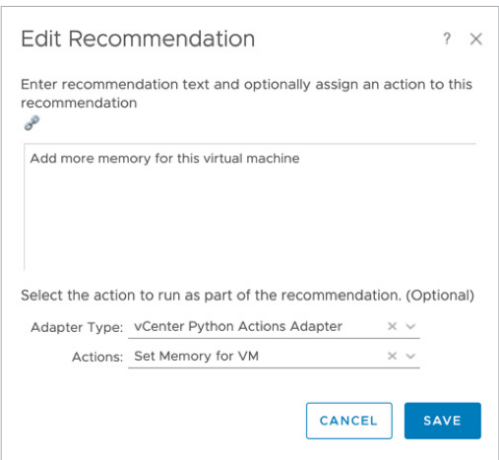 Edit Recommendation ? ×
Enter recommendation text and optionally assign an action to this
recommendation
Add more memory for this virtual machine
Select the action to run as part of the recommendation. (Optional)
Adapter Type: vCenter Python Actions Adapter
Actions: Set Memory for VM
CANCEL SAVE